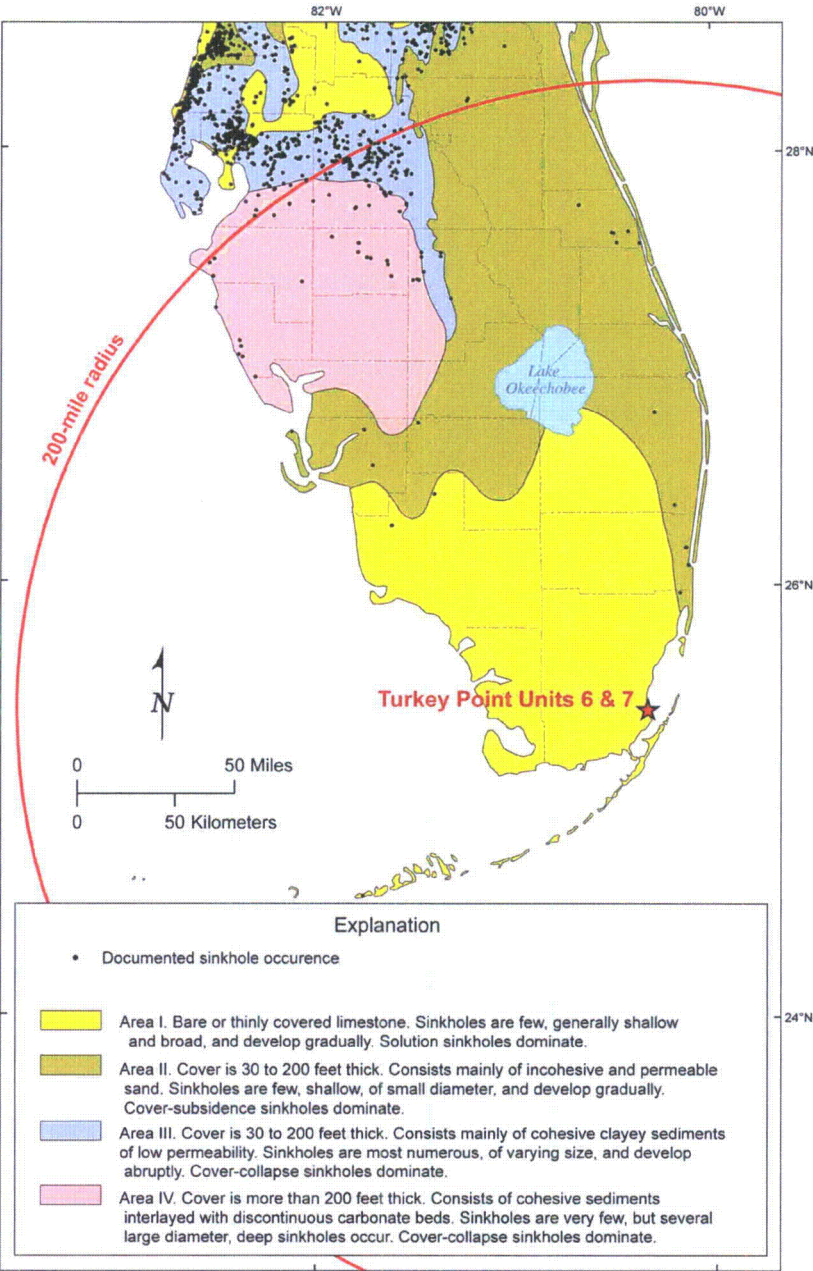 82°W
80°W
28°N
200-mile radius
Lake
Okeechobee
26°N
Turkey Point Units 6 & 7
N
0 50 Miles
0 50 Kilometers
24°N
Explanation
• Documented sinkhole occurence
Area I. Bare or thinly covered limestone. Sinkholes are few, generally shallow
and broad, and develop gradually. Solution sinkholes dominate.
Area II. Cover is 30 to 200 feet thick. Consists mainly of incohesive and permeable
sand. Sinkholes are few, shallow, of small diameter, and develop gradually.
Cover-subsidence sinkholes dominate.
Area III. Cover is 30 to 200 feet thick. Consists mainly of cohesive clayey sediments
of low permeability. Sinkholes are most numerous, of varying size, and develop
abruptly. Cover-collapse sinkholes dominate.
Area IV. Cover is more than 200 feet thick. Consists of cohesive sediments
interlayed with discontinuous carbonate beds. Sinkholes are very few, but several
large diameter, deep sinkholes occur. Cover-collapse sinkholes dominate.